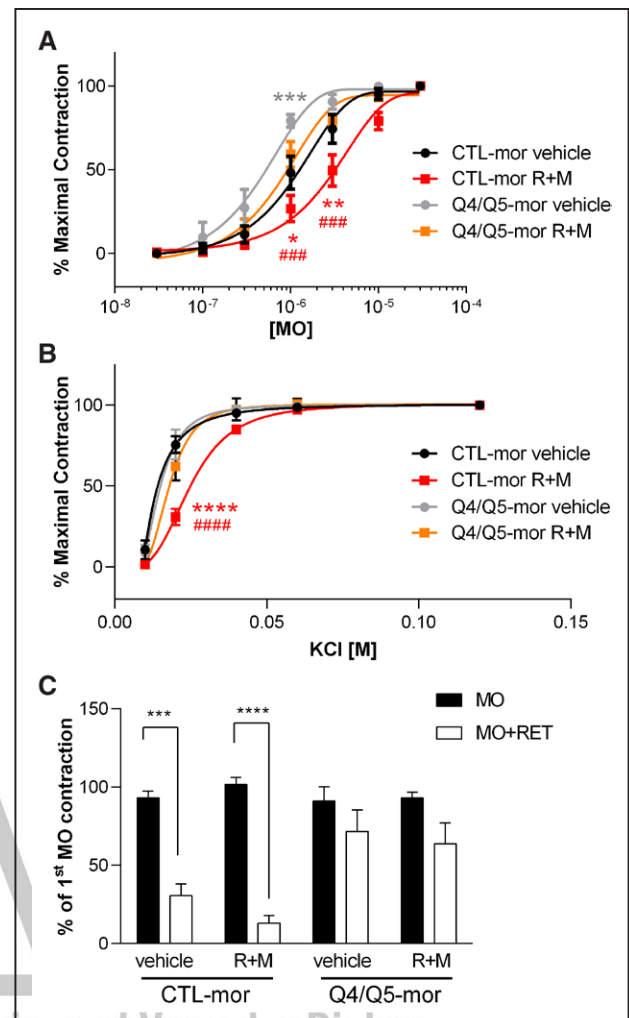 A
% Maximal Contraction
100
50
0
***
*
###
**
###
CTL-mor vehicle
CTL-mor R+M
Q4/Q5-mor vehicle
Q4/Q5-mor R+M
10-8 10-7 10-6 10-5 10-4
[MO]
B
% Maximal Contraction
100
50
0
****
####
CTL-mor vehicle
CTL-mor R+M
Q4/Q5-mor vehicle
Q4/Q5-mor R+M
0.00 0.05 0.10 0.15
KCl [M]
C
% of 1st MO contraction
150
100
50
0
*** ****
MO
MO+RET
vehicle R+M vehicle R+M
CTL-mor Q4/Q5-mor